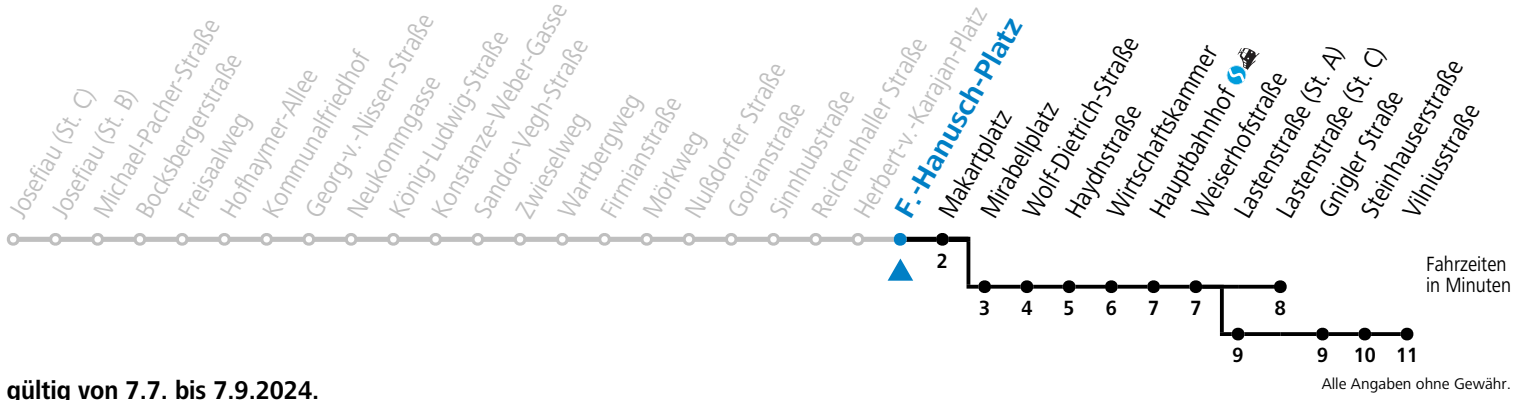 Josefiau (St. C)
Josefiau (St. B)
Michael-Pacher-Straße
Bocksbergerstraße
Freisaalweg
Hofhaymer-Allee
Kommunalfriedhof
Georg-v.-Nissen-Straße
Neukommgasse
König-Ludwig-Straße
Konstanze-Weber-Gasse
Sandor-Vegh-Straße
Zwieselweg
Wartbergweg
Firmianstraße
Mörkweg
Nußdorfer Straße
Gorianstraße
Sinnhubstraße
Reichenhaller Straße
Herbert-v.-Karajan-Platz
F.-Hanusch-Platz
Makartplatz
Mirabellplatz
Wolf-Dietrich-Straße
Haydnstraße
Wirtschaftskammer
Hauptbahnhof
Weiserhofstraße
Lastenstraße (St. A)
Lastenstraße (St. C)
Gnigler Straße
Steinhauserstraße
Vilniusstraße
2
Fahrzeiten
in Minuten
3 4 5 6 7 7 8
9 9 10 11
Alle Angaben ohne Gewähr.
gültig von 7.7. bis 7.9.2024.